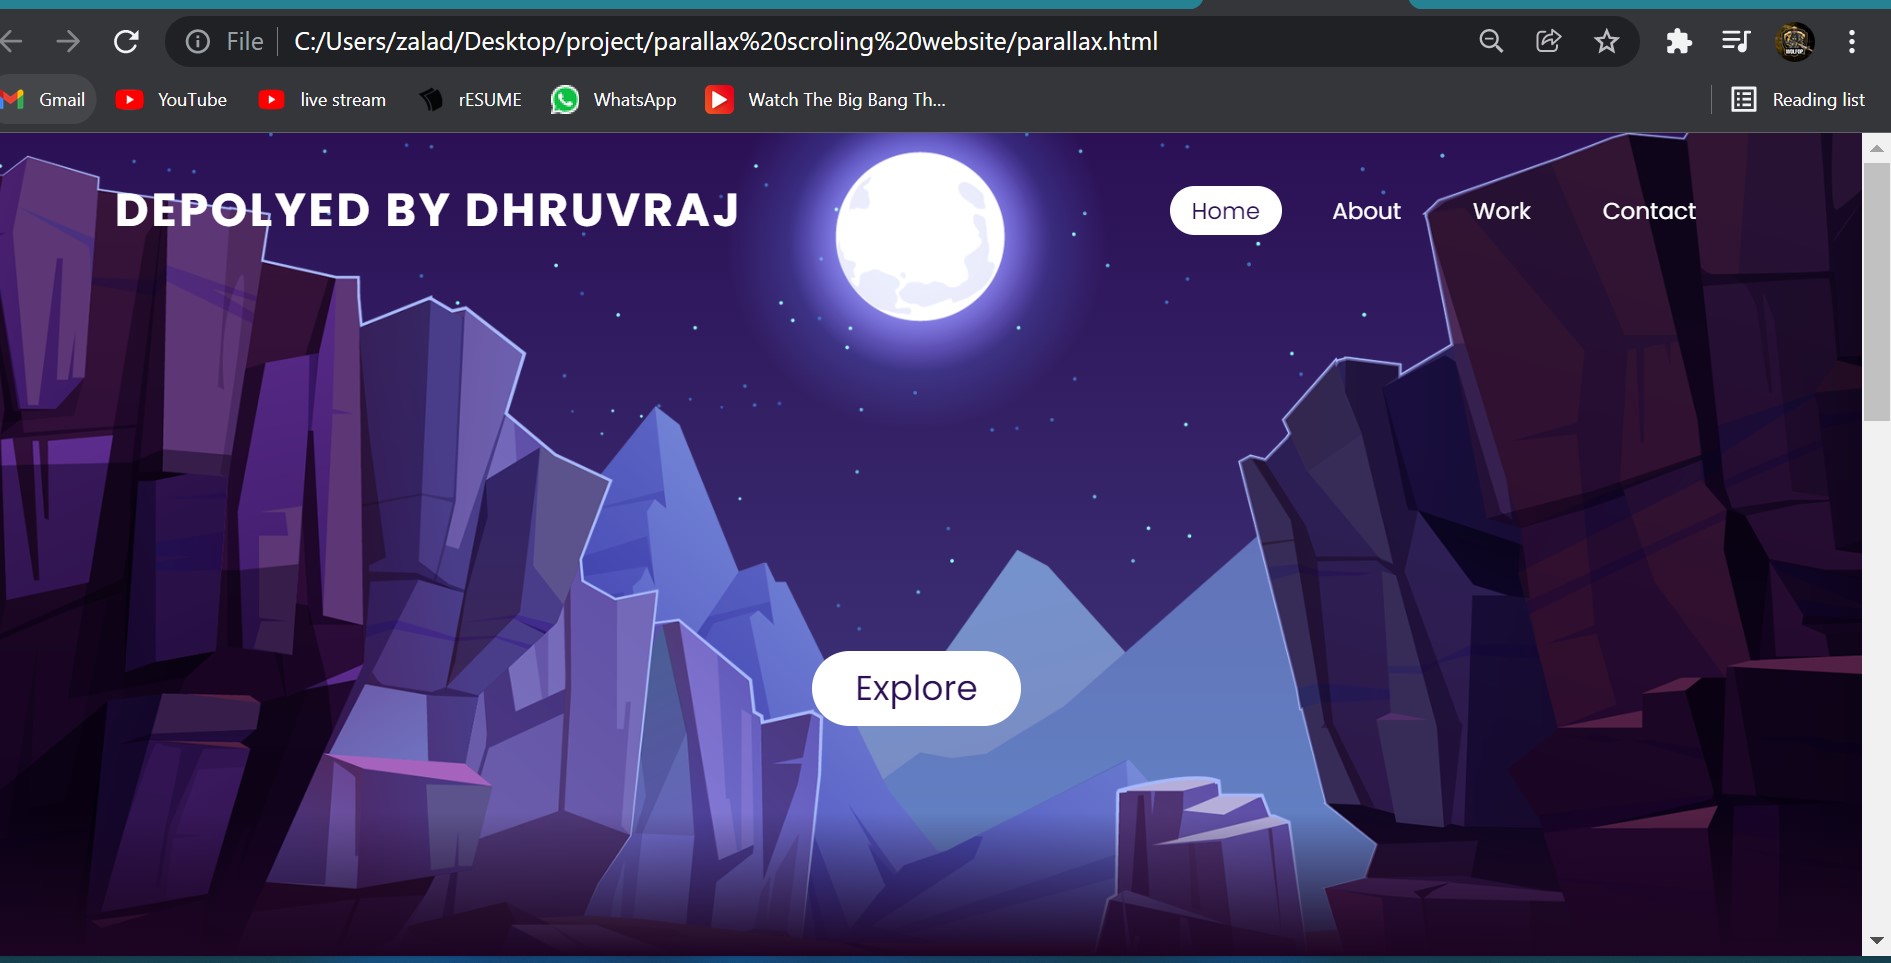 File C:/Users/zalad/Desktop/project/parallax%20scroling%20website/parallax.html
Gmail YouTube live stream rESUME WhatsApp Watch The Big Bang Th... Reading list
DEPOLYED BY DHRUVRAJ Home About Work Contact
Explore